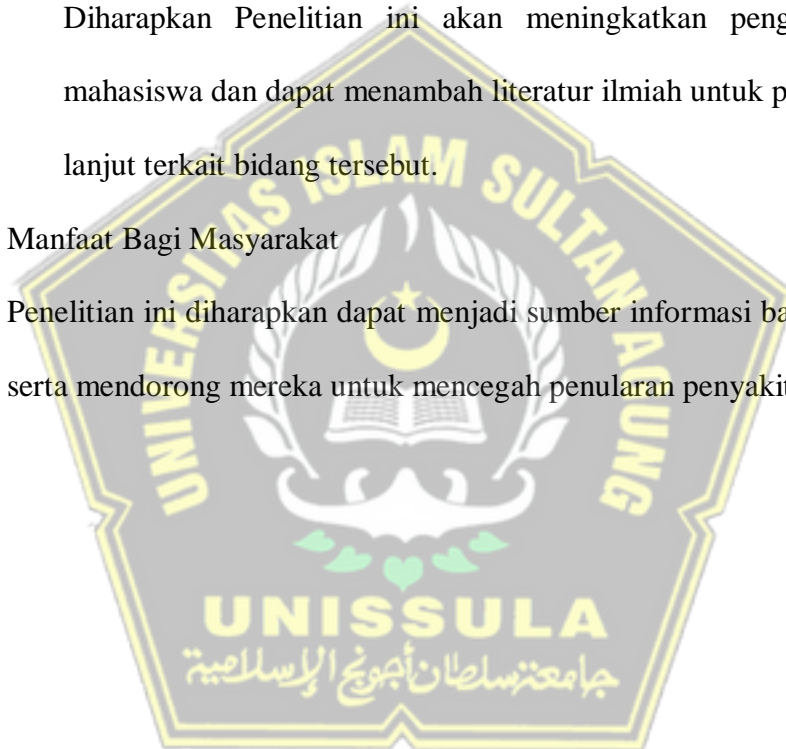 Diharapkan Penelitian ini akan meningkatkan peng
mahasiswa dan dapat menambah literatur ilmiah untuk p
lanjut terkait bidang tersebut.
Manfaat Bagi Masyarakat
Penelitian ini diharapkan dapat menjadi sumber informasi ba
serta mendorong mereka untuk mencegah penularan penyakit
UNIVERSITAS ISLAM SULTAN AGUNG
UNISSULA
جامعة سلطان أجونج الإسلامية